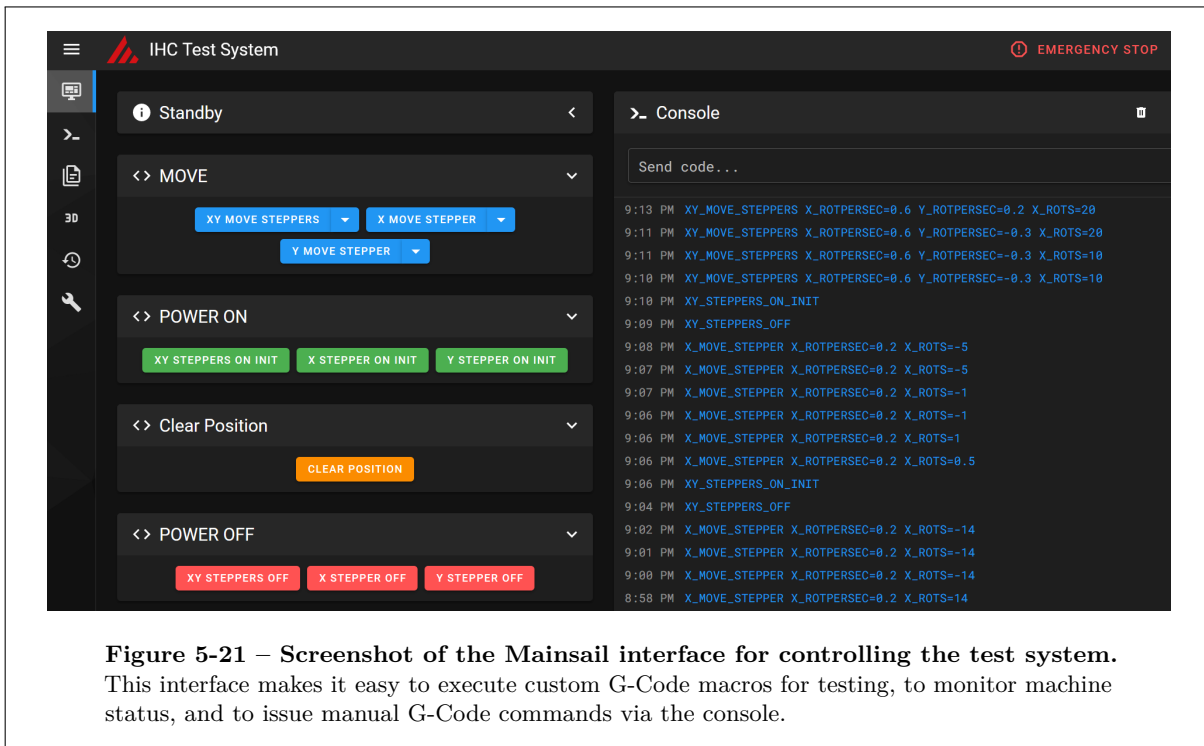 IHC Test System
EMERGENCY STOP
Standby
MOVE
XY MOVE STEPPERS
X MOVE STEPPER
Y MOVE STEPPER
POWER ON
XY STEPPERS ON INIT
X STEPPER ON INIT
Y STEPPER ON INIT
Clear Position
CLEAR POSITION
POWER OFF
XY STEPPERS OFF
X STEPPER OFF
Y STEPPER OFF
3D
Console
Send code...
9:13 PM XY_MOVE_STEPPERS X_ROTPERSEC=0.6 Y_ROTPERSEC=0.2 X_ROTS=20
9:11 PM XY_MOVE_STEPPERS X_ROTPERSEC=0.6 Y_ROTPERSEC=-0.3 X_ROTS=20
9:11 PM XY_MOVE_STEPPERS X_ROTPERSEC=0.6 Y_ROTPERSEC=-0.3 X_ROTS=10
9:10 PM XY_MOVE_STEPPERS X_ROTPERSEC=0.6 Y_ROTPERSEC=-0.3 X_ROTS=10
9:10 PM XY_STEPPERS_ON_INIT
9:09 PM XY_STEPPERS_OFF
9:08 PM X_MOVE_STEPPER X_ROTPERSEC=0.2 X_ROTS=-5
9:07 PM X_MOVE_STEPPER X_ROTPERSEC=0.2 X_ROTS=-5
9:07 PM X_MOVE_STEPPER X_ROTPERSEC=0.2 X_ROTS=-1
9:06 PM X_MOVE_STEPPER X_ROTPERSEC=0.2 X_ROTS=-1
9:06 PM X_MOVE_STEPPER X_ROTPERSEC=0.2 X_ROTS=1
9:06 PM X_MOVE_STEPPER X_ROTPERSEC=0.2 X_ROTS=0.5
9:06 PM XY_STEPPERS_ON_INIT
9:04 PM XY_STEPPERS_OFF
9:02 PM X_MOVE_STEPPER X_ROTPERSEC=0.2 X_ROTS=-14
9:01 PM X_MOVE_STEPPER X_ROTPERSEC=0.2 X_ROTS=-14
9:00 PM X_MOVE_STEPPER X_ROTPERSEC=0.2 X_ROTS=-14
8:58 PM X_MOVE_STEPPER X_ROTPERSEC=0.2 X_ROTS=14
Figure 5-21 – Screenshot of the Mainsail interface for controlling the test system.
This interface makes it easy to execute custom G-Code macros for testing, to monitor machine
status, and to issue manual G-Code commands via the console.